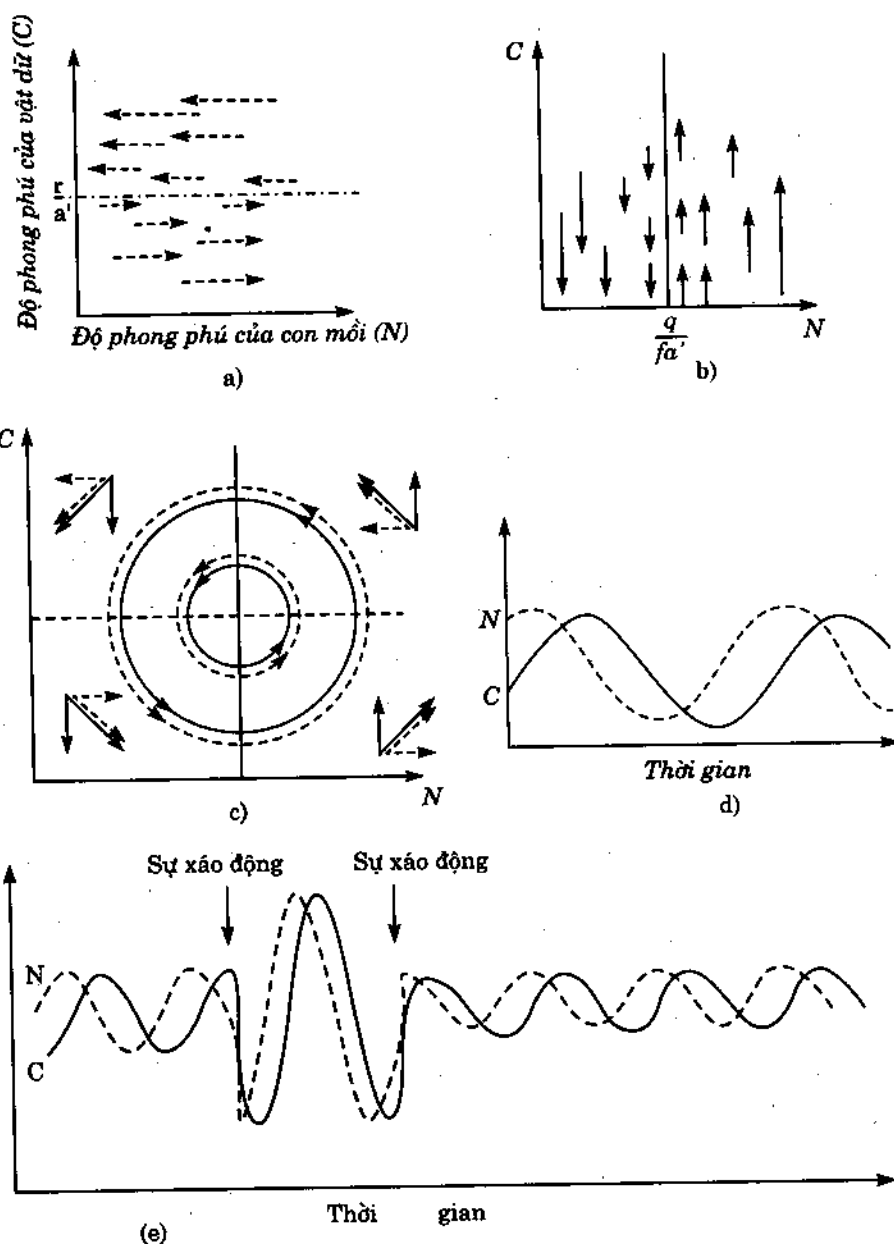 Độ phong phú của vật dữ (C)
r
a'
Độ phong phú của con mồi (N)
a)
C
q
fa'
N
b)
C
N
c)
N
C
Thời gian
d)
Sự xáo động
Sự xáo động
N
C
Thời gian
(e)